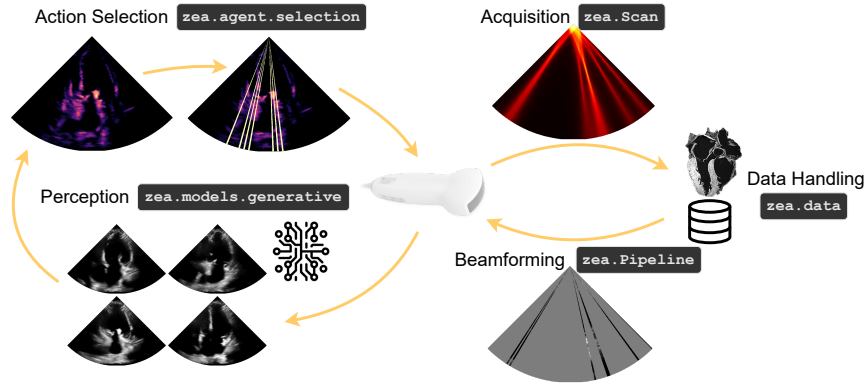 Action Selection zea.agent.selection
Acquisition zea.Scan
Perception zea.models.generative
Data Handling
zea.data
Beamforming zea.Pipeline